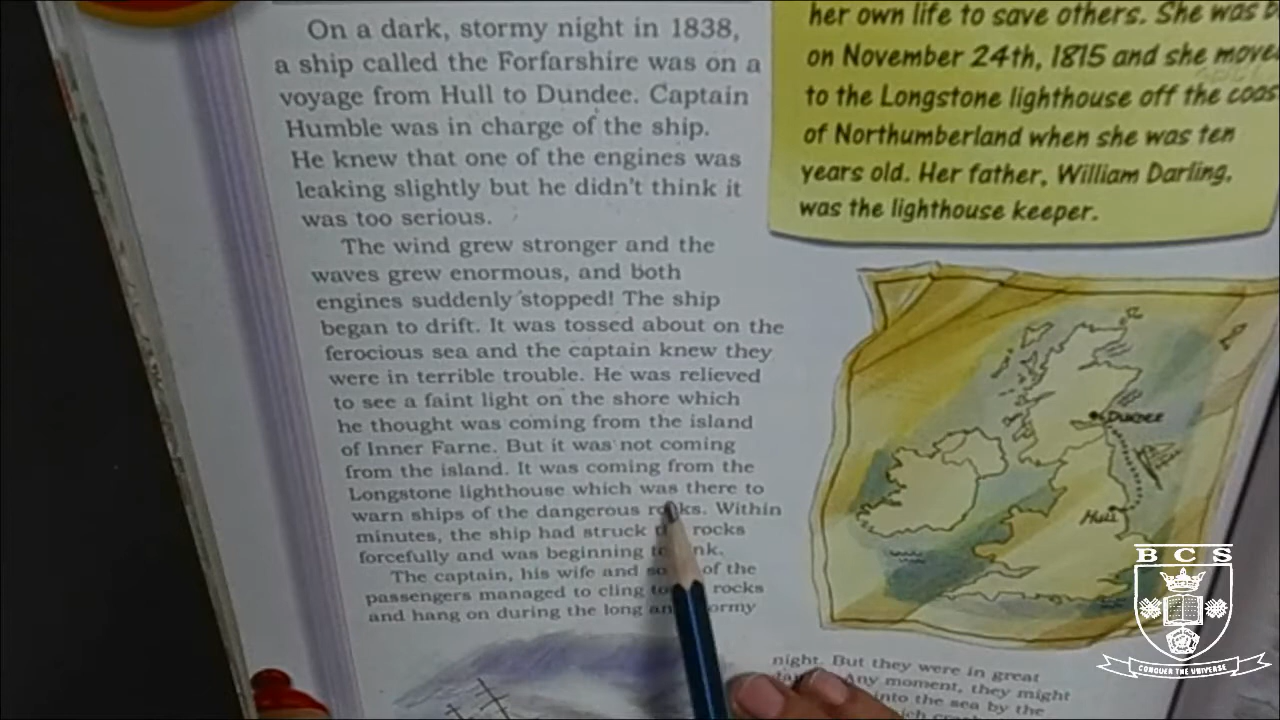 On a dark, stormy night in 1838,
a ship called the Forfarshire was on a
voyage from Hull to Dundee. Captain
Humble was in charge of the ship.
He knew that one of the engines was
leaking slightly but he didn't think it
was too serious.
The wind grew stronger and the
waves grew enormous, and both
engines suddenly stopped! The ship
began to drift. It was tossed about on the
ferocious sea and the captain knew they
were in terrible trouble. He was relieved
to see a faint light on the shore which
he thought was coming from the island
of Inner Farne. But it was not coming
from the island. It was coming from the
Longstone lighthouse which was there to
warn ships of the dangerous rocks. Within
minutes, the ship had struck rocks
forcefully and was beginning
The captain, his wife and of the
passengers managed to cling rocks
and hang on during the long
her own life to save others. She was
on November 24th, 1815 and she
to the Longstone lighthouse off the
of Northumberland when she was ten
years old. Her father, William Darling,
was the lighthouse keeper.
DUNDEE
Hull
night. But they were in great
Any moment, they might
into the sea by the
BCS
CONQUER THE UNIVERSE